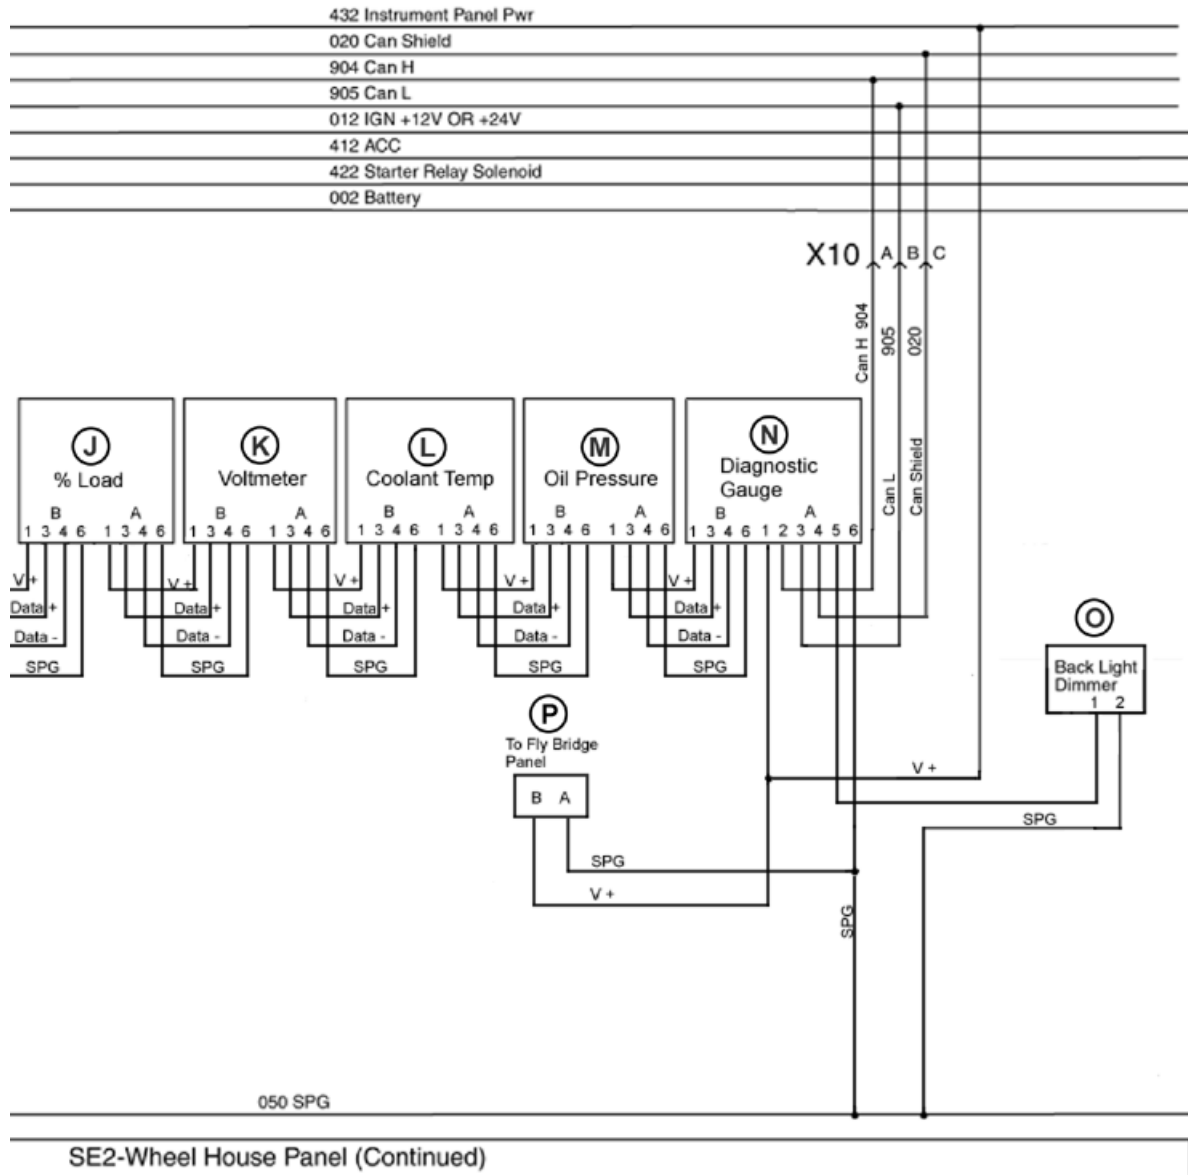 432 Instrument Panel Pwr
020 Can Shield
904 Can H
905 Can L
012 IGN +12V OR +24V
412 ACC
422 Starter Relay Solenoid
002 Battery
X10 A B C
Can H 904
905
020
Can L
Can Shield
J
% Load
B A
1 3 4 6 1 3 4 6
K
Voltmeter
B A
1 3 4 6 1 3 4 6
L
Coolant Temp
B A
1 3 4 6 1 3 4 6
M
Oil Pressure
B A
1 3 4 6 1 3 4 6
N
Diagnostic
Gauge
B A
1 3 4 6 1 2 3 4 5 6
V + V + V + V + V +
Data + Data + Data + Data + Data +
Data - Data - Data - Data - Data -
SPG SPG SPG SPG SPG
O
Back Light
Dimmer
1 2
P
To Fly Bridge
Panel
B A
V +
SPG
SPG
V +
SPG
050 SPG
SE2-Wheel House Panel (Continued)